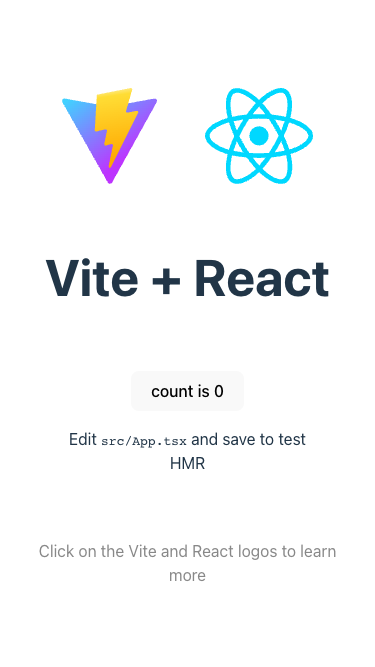 Vite + React
count is 0
Edit src/App.tsx and save to test
HMR
Click on the Vite and React logos to learn
more